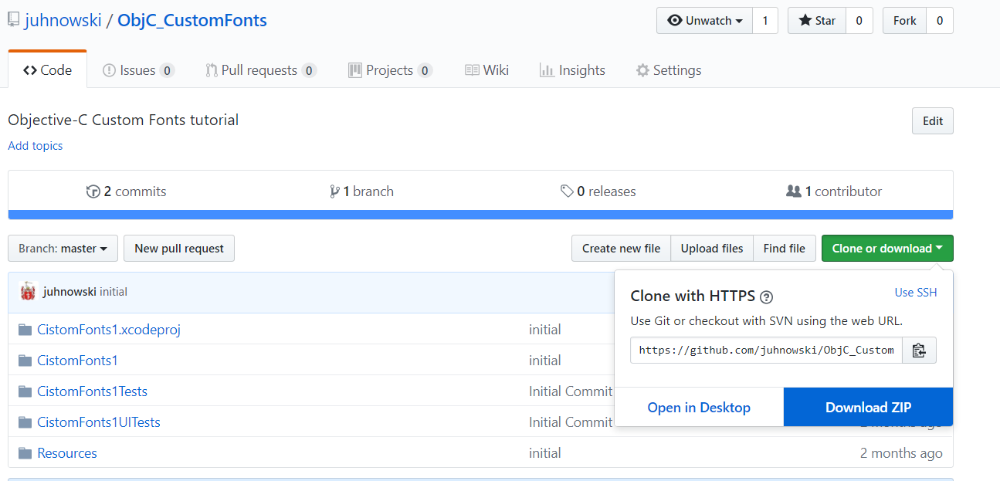 juhnowski / ObjC_CustomFonts
Unwatch 1 Star 0 Fork 0
Code Issues 0 Pull requests 0 Projects 0 Wiki Insights Settings
Objective-C Custom Fonts tutorial
Edit
Add topics
2 commits 1 branch 0 releases 1 contributor
Branch: master New pull request Create new file Upload files Find file Clone or download
juhnowski initial
Clone with HTTPS ?
Use SSH
Use Git or checkout with SVN using the web URL.
https://github.com/juhnowski/ObjC_Custom
Open in Desktop Download ZIP
CistomFonts1.xcodeproj initial
CistomFonts1 initial
CistomFonts1Tests Initial Commit
CistomFonts1UITests Initial Commit
Resources initial 2 months ago